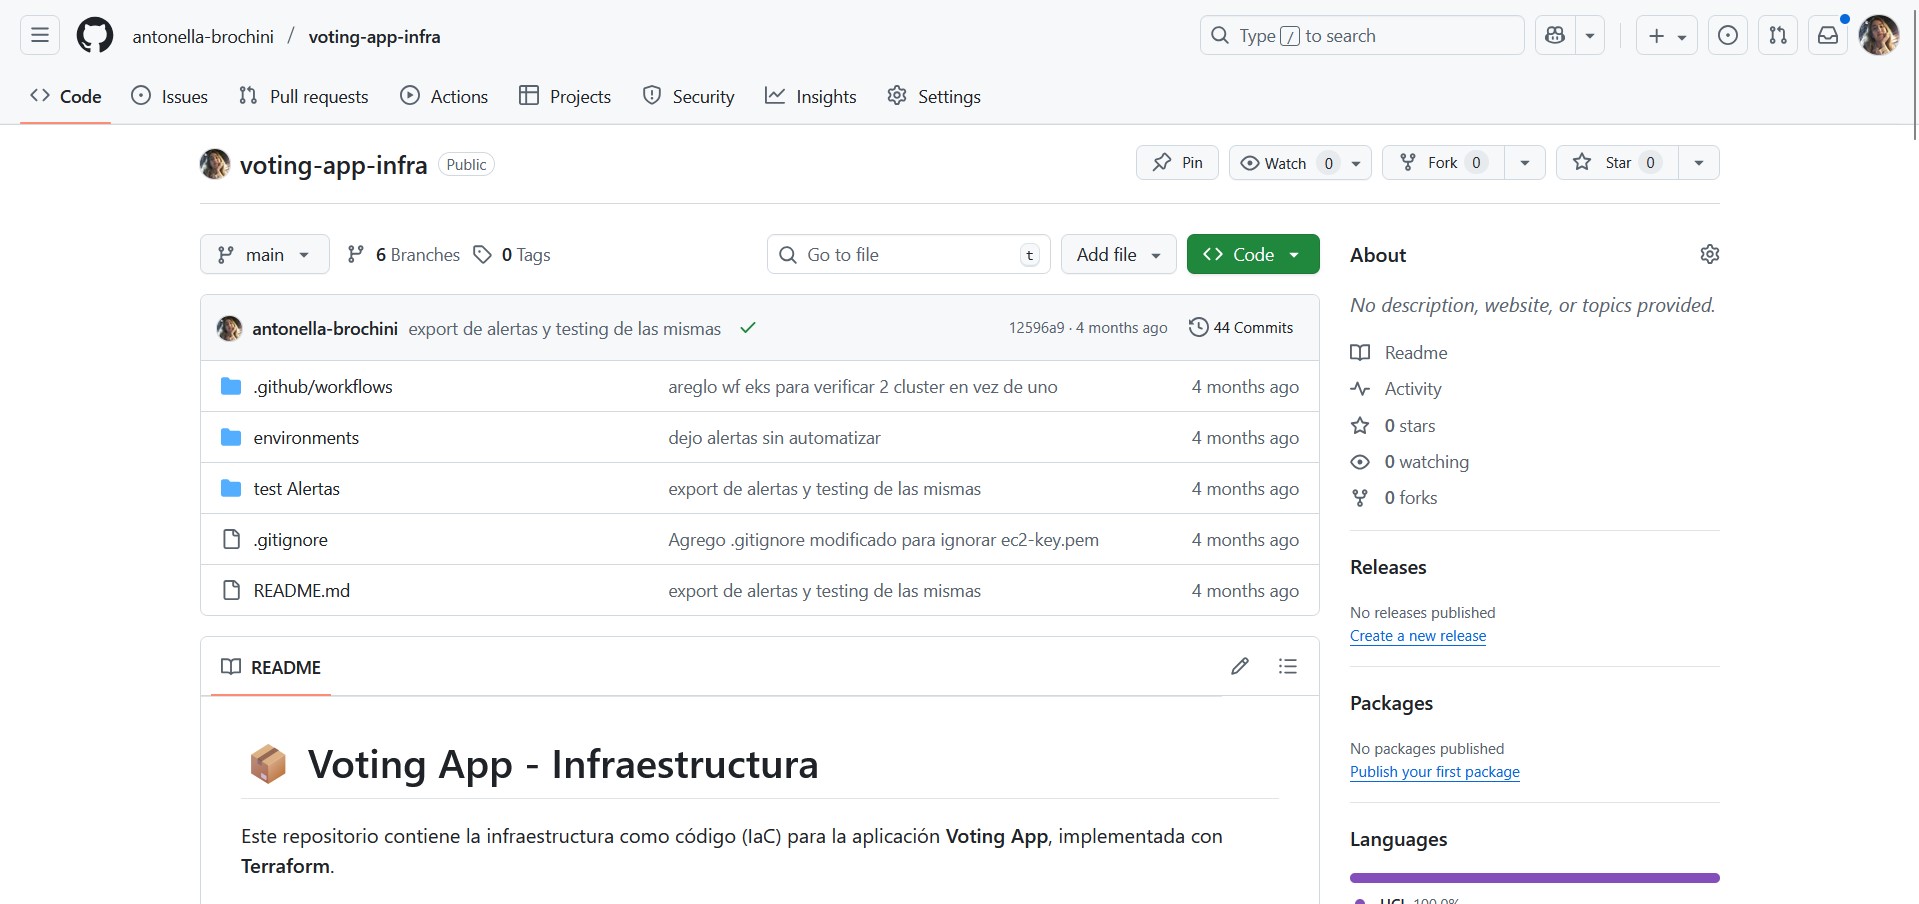 antonella-brochini / voting-app-infra
Type / to search
Code Issues Pull requests Actions Projects Security Insights Settings
voting-app-infra Public
Pin Watch 0 Fork 0 Star 0
main 6 Branches 0 Tags Go to file t Add file Code
antonella-brochini export de alertas y testing de las mismas 12596a9 · 4 months ago 44 Commits
.github/workflows areglo wf eks para verificar 2 cluster en vez de uno 4 months ago
environments dejo alertas sin automatizar 4 months ago
test Alertas export de alertas y testing de las mismas 4 months ago
.gitignore Agrego .gitignore modificado para ignorar ec2-key.pem 4 months ago
README.md export de alertas y testing de las mismas 4 months ago
README
Voting App - Infraestructura
Este repositorio contiene la infraestructura como código (IaC) para la aplicación Voting App, implementada con
Terraform.
About
No description, website, or topics provided.
Readme
Activity
0 stars
0 watching
0 forks
Releases
No releases published
Create a new release
Packages
No packages published
Publish your first package
Languages
HCL 100.0%